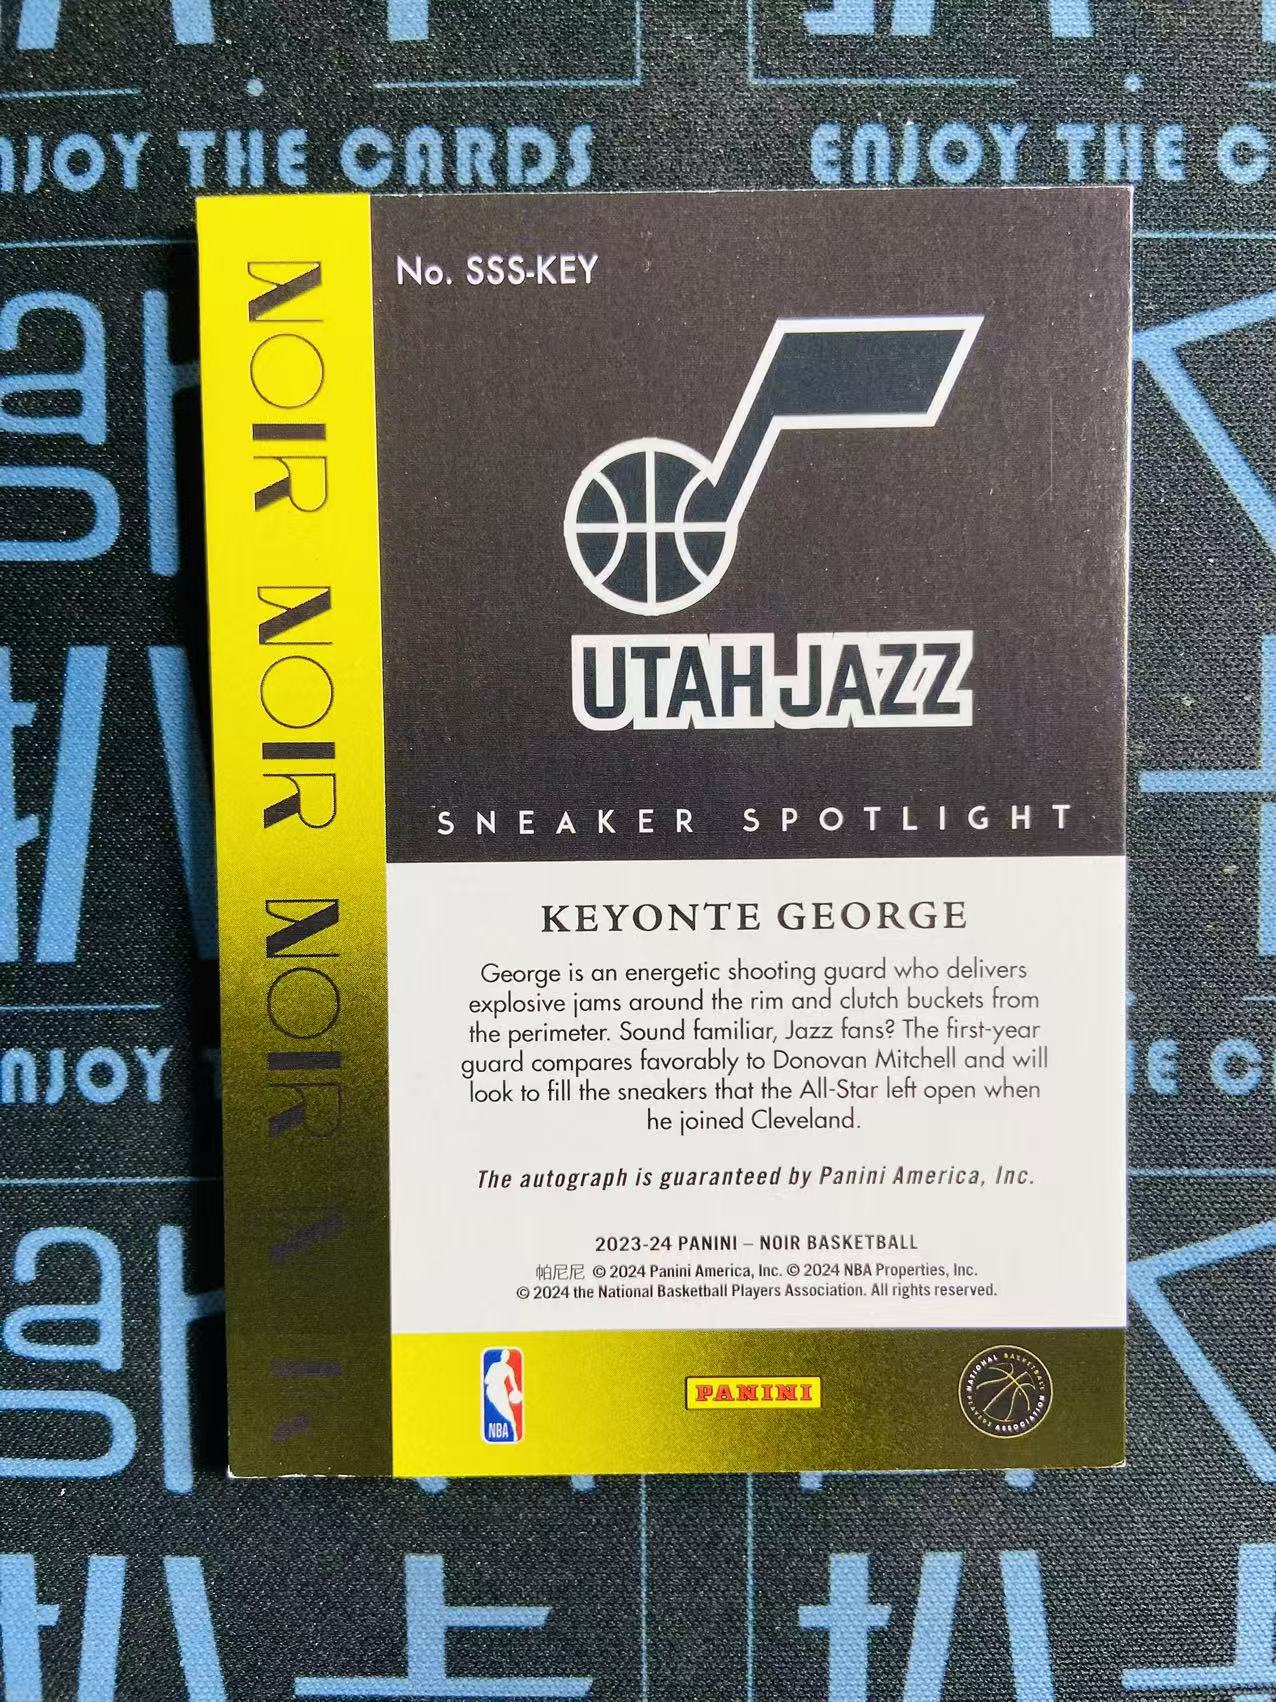 ENJOY THE CARDS
ENJOY THE C
No. SSS-KEY
NOIR NOIR NOIR
UTAH JAZZ
SNEAKER SPOTLIGHT
KEYONTE GEORGE
George is an energetic shooting guard who delivers
explosive jams around the rim and clutch buckets from
the perimeter. Sound familiar, Jazz fans? The first-year
guard compares favorably to Donovan Mitchell and will
look to fill the sneakers that the All-Star left open when
he joined Cleveland.
The autograph is guaranteed by Panini America, Inc.
2023-24 PANINI – NOIR BASKETBALL
帕尼尼 © 2024 Panini America, Inc. © 2024 NBA Properties, Inc.
© 2024 the National Basketball Players Association. All rights reserved.
NBA
PANINI
NATIONAL BASKETBALL PLAYERS ASSOCIATION
NJOY T
E C